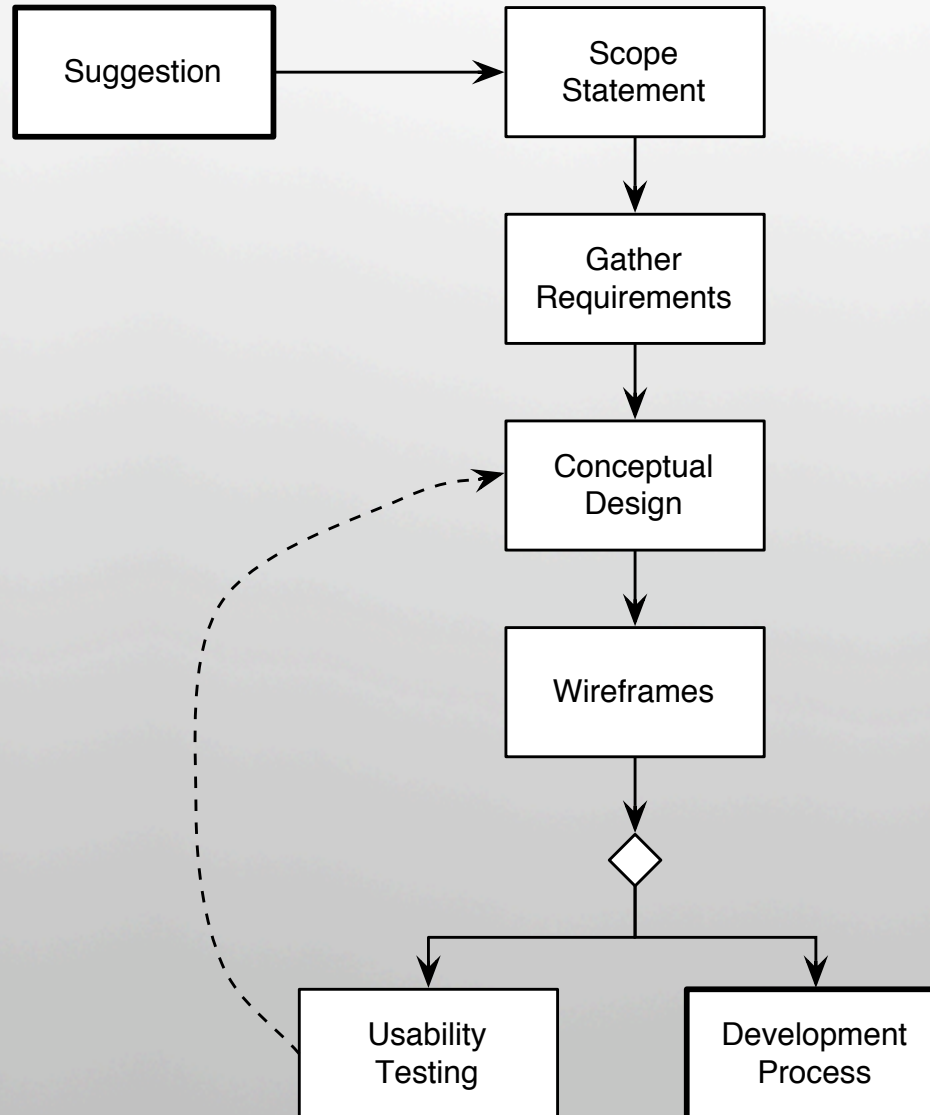 Suggestion
Scope
Statement
Gather
Requirements
Conceptual
Design
Wireframes
Usability
Testing
Development
Process